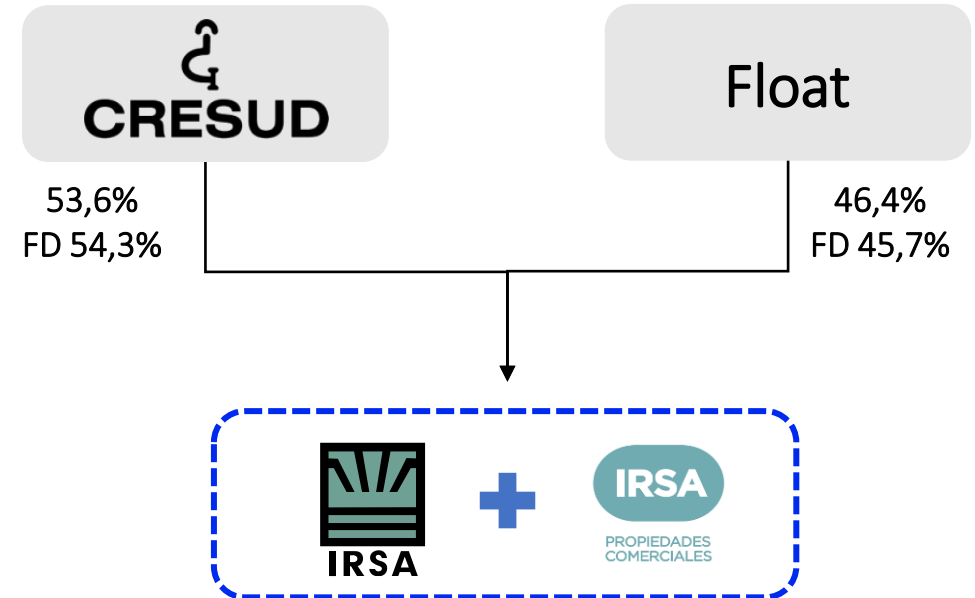 CRESUD
Float
53,6%
FD 54,3%
46,4%
FD 45,7%
IRSA
IRSA
PROPIEDADES
COMERCIALES